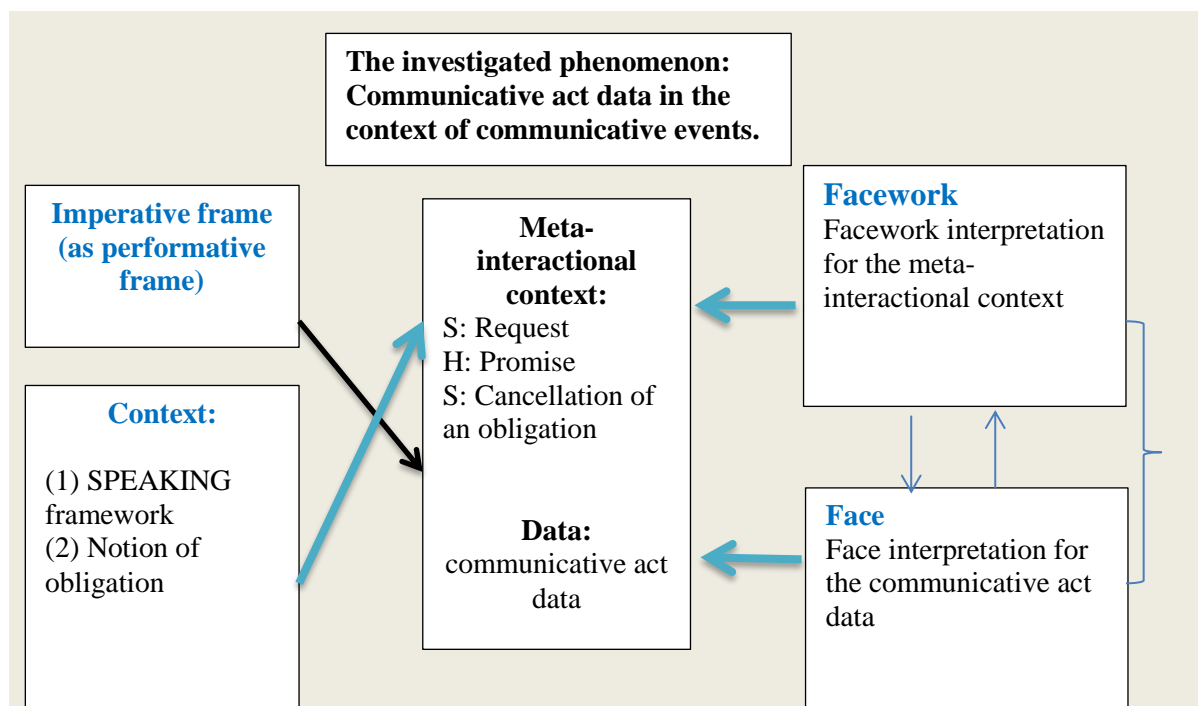 The investigated phenomenon:
Communicative act data in the
context of communicative events.
Imperative frame
(as performative
frame)
Context:
(1) SPEAKING
framework
(2) Notion of
obligation
Meta-
interactional
context:
S: Request
H: Promise
S: Cancellation of
an obligation
Data:
communicative act
data
Facework
Facework interpretation
for the meta-
interactional context
Face
Face interpretation for
the communicative act
data